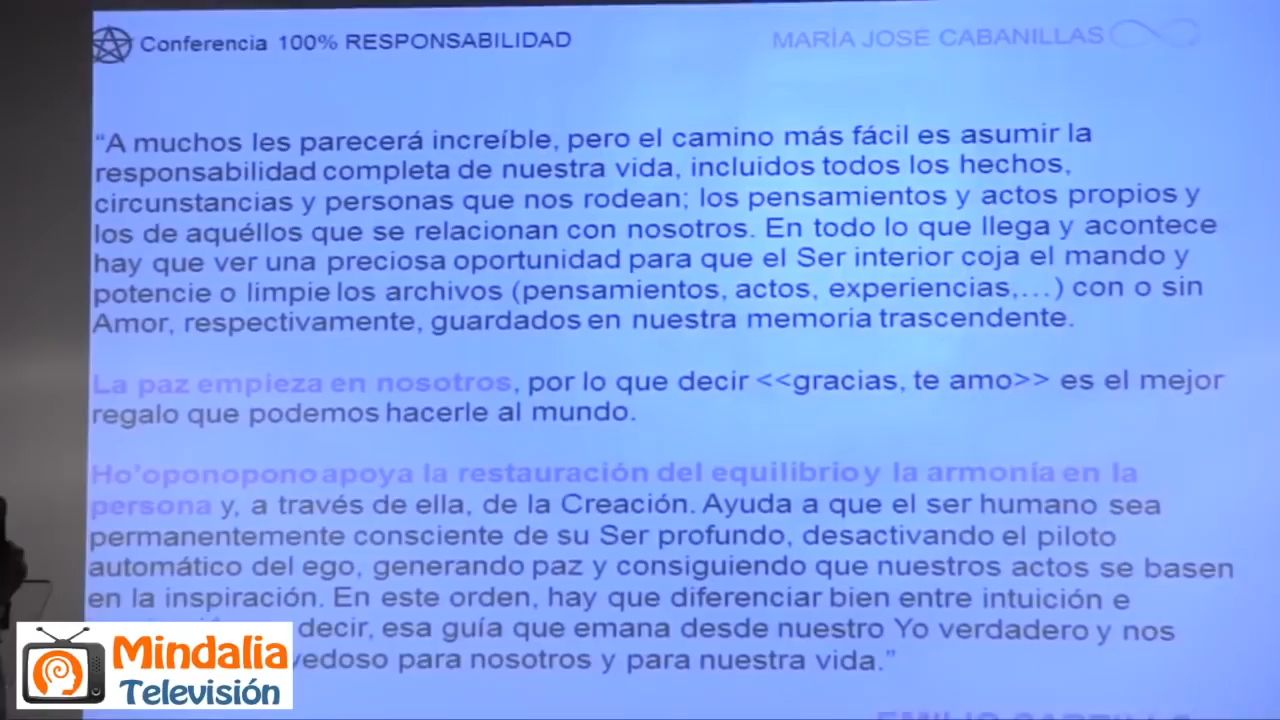 Conferencia 100% RESPONSABILIDAD
MARÍA JOSÉ CABANILLAS
“A muchos les parecerá increíble, pero el camino más fácil es asumir la
responsabilidad completa de nuestra vida, incluidos todos los hechos,
circunstancias y personas que nos rodean; los pensamientos y actos propios y
los de aquéllos que se relacionan con nosotros. En todo lo que llega y acontece
hay que ver una preciosa oportunidad para que el Ser interior coja el mando y
potencie o limpie los archivos (pensamientos, actos, experiencias,...) con o sin
Amor, respectivamente, guardados en nuestra memoria trascendente.
La paz empieza en nosotros, por lo que decir <<gracias, te amo>> es el mejor
regalo que podemos hacerle al mundo.
Ho’oponopono apoya la restauración del equilibrio y la armonía en la
persona y, a través de ella, de la Creación. Ayuda a que el ser humano sea
permanentemente consciente de su Ser profundo, desactivando el piloto
automático del ego, generando paz y consiguiendo que nuestros actos se basen
en la inspiración. En este orden, hay que diferenciar bien entre intuición e
decir, esa guía que emana desde nuestro Yo verdadero y nos
para nosotros y para nuestra vida.”
Mindalia
Televisión